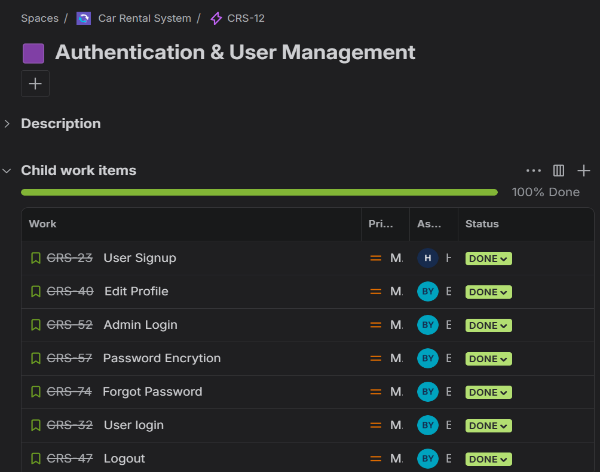 Spaces / Car Rental System / CRS-12
Authentication & User Management
Description
Child work items
100% Done
Work Pri... As... Status
CRS-23 User Signup M. H DONE
CRS-40 Edit Profile M. BY E DONE
CRS-52 Admin Login M. BY E DONE
CRS-57 Password Encrytion M. BY E DONE
CRS-74 Forgot Password M. BY E DONE
CRS-32 User login M. BY E DONE
CRS-47 Logout M. BY E DONE